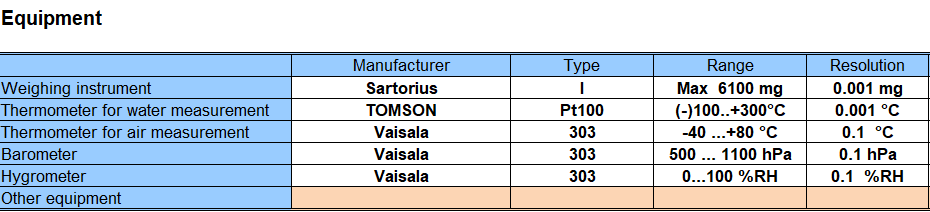 Equipment
Manufacturer Type Range Resolution
Weighing instrument Sartorius I Max 6100 mg 0.001 mg
Thermometer for water measurement TOMSON Pt100 (-)100..+300°C 0.001 °C
Thermometer for air measurement Vaisala 303 -40 ...+80 °C 0.1 °C
Barometer Vaisala 303 500 ... 1100 hPa 0.1 hPa
Hygrometer Vaisala 303 0...100 %RH 0.1 %RH
Other equipment